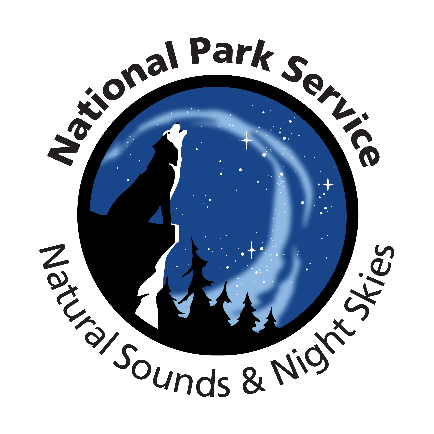 National Park Service
Natural Sounds & Night Skies